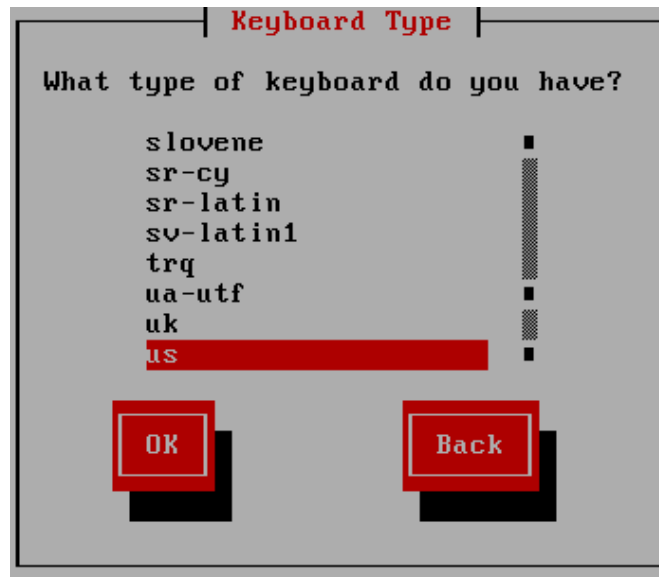 Keyboard Type
What type of keyboard do you have?
slovene
sr-cy
sr-latin
sv-latin1
trq
ua-utf
uk
us
OK Back